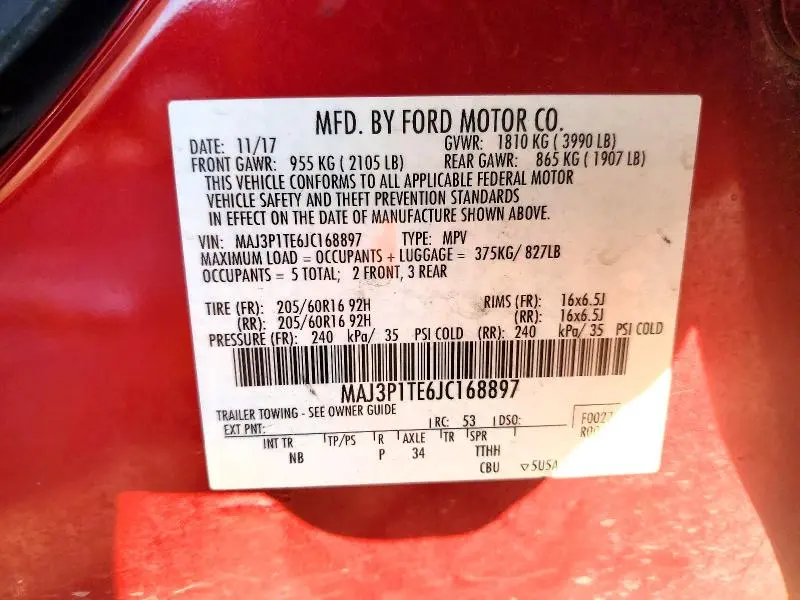 MFD. BY FORD MOTOR CO.
DATE: 11/17 GVWR: 1810 KG ( 3990 LB)
FRONT GAWR: 955 KG ( 2105 LB) REAR GAWR: 865 KG ( 1907 LB)
THIS VEHICLE CONFORMS TO ALL APPLICABLE FEDERAL MOTOR
VEHICLE SAFETY AND THEFT PREVENTION STANDARDS
IN EFFECT ON THE DATE OF MANUFACTURE SHOWN ABOVE.
VIN: MAJ3P1TE6JC168897 TYPE: MPV
MAXIMUM LOAD = OCCUPANTS + LUGGAGE = 375KG/ 827LB
OCCUPANTS = 5 TOTAL; 2 FRONT, 3 REAR
TIRE (FR): 205/60R16 92H RIMS (FR): 16x6.5J
(RR): 205/60R16 92H (RR): 16x6.5J
PRESSURE (FR): 240 kPa/ 35 PSI COLD (RR): 240 kPa/ 35 PSI COLD
MAJ3P1TE6JC168897
TRAILER TOWING - SEE OWNER GUIDE
EXT PNT: RC: 53 DSO:
INT TR TP/PS R AXLE TR SPR
NB P 34 TTHH
CBU